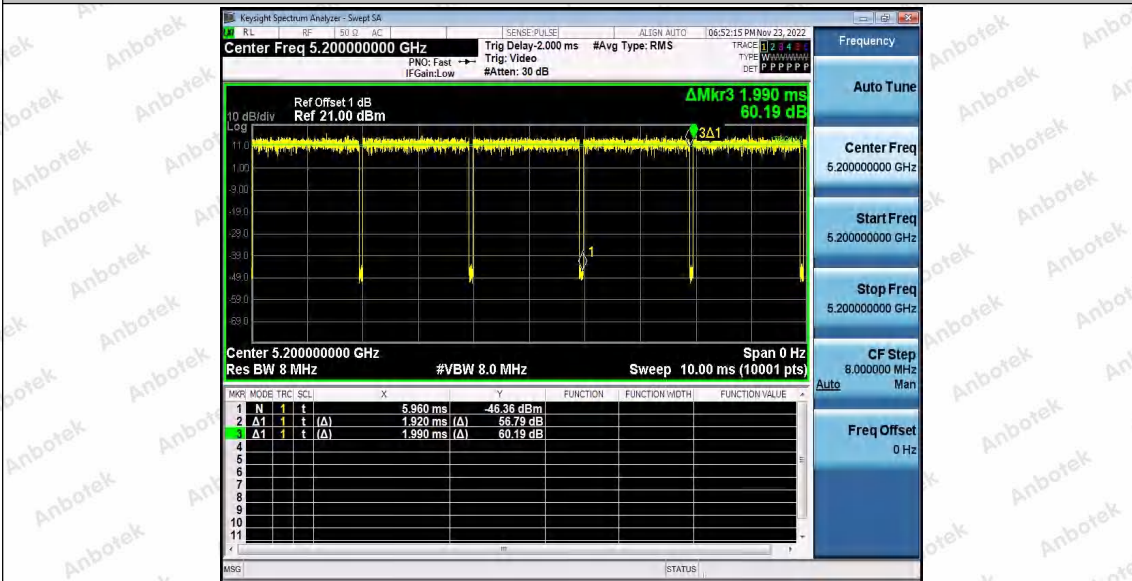 Keysight Spectrum Analyzer - Swept SA
RL RF 50 Ω AC SENSE:PULSE ALIGN AUTO 06:52:15 PM Nov 23, 2022
Center Freq 5.200000000 GHz
PNO: Fast
IFGain:Low
Trig Delay-2.000 ms
Trig: Video
#Atten: 30 dB
#Avg Type: RMS
TRACE 1 2 3 4 5 6
TYPE W
DET P P P P P P
Frequency
Auto Tune
Center Freq
5.200000000 GHz
Start Freq
5.200000000 GHz
Stop Freq
5.200000000 GHz
CF Step
8.000000 MHz
Auto Man
Freq Offset
0 Hz
ΔMkr3 1.990 ms
60.19 dB
Ref Offset 1 dB
10 dB/div Ref 21.00 dBm
Log
11.0
1.00
-9.00
-19.0
-29.0
-39.0
-49.0
-59.0
-69.0
3Δ1
1
Center 5.200000000 GHz Span 0 Hz
Res BW 8 MHz #VBW 8.0 MHz Sweep 10.00 ms (10001 pts)
MKR MODE TRC SCL X Y FUNCTION FUNCTION WIDTH FUNCTION VALUE
1 N 1 t 5.960 ms -46.36 dBm
2 Δ1 1 t (Δ) 1.920 ms (Δ) 56.79 dB
3 Δ1 1 t (Δ) 1.990 ms (Δ) 60.19 dB
4
5
6
7
8
9
10
11
MSG STATUS
Anbotek